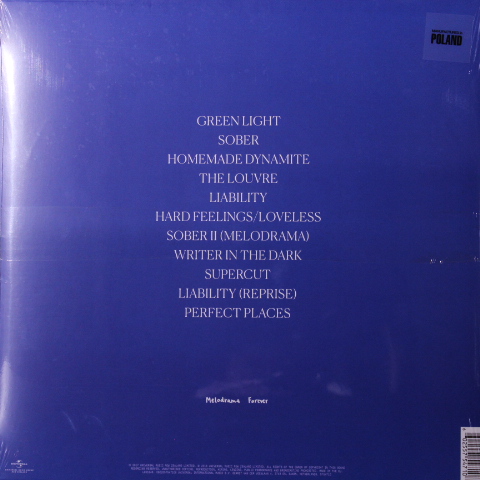 POLAND
GREEN LIGHT
SOBER
HOMEMADE DYNAMITE
THE LOUVRE
LIABILITY
HARD FEELINGS/LOVELESS
SOBER II (MELODRAMA)
WRITER IN THE DARK
SUPERCUT
LIABILITY (REPRISE)
PERFECT PLACES
Melodrama Forever